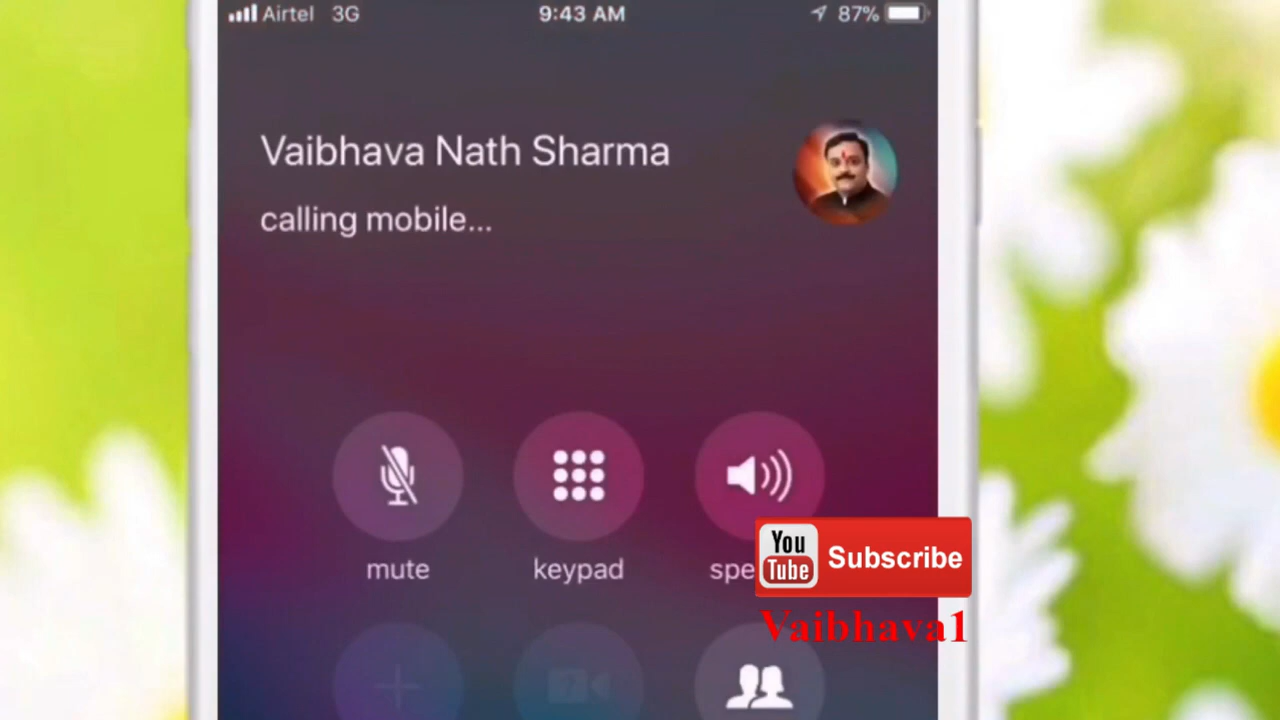 Airtel 3G 9:43 AM 87%
Vaibhava Nath Sharma
calling mobile...
mute keypad spe
You
Tube Subscribe
Vaibhava1